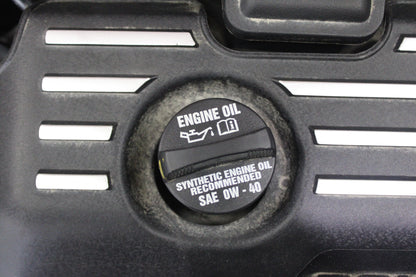 ENGINE OIL
SYNTHETIC ENGINE OIL
RECOMMENDED
SAE 0W - 40